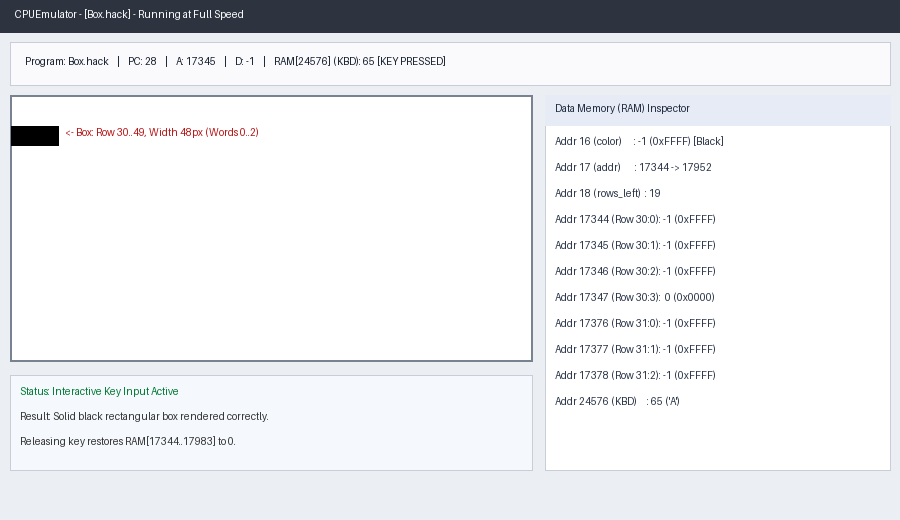 CPUEmulator - [Box.hack] - Running at Full Speed
Program: Box.hack | PC: 28 | A: 17345 | D: -1 | RAM[24576] (KBD): 65 [KEY PRESSED]
<- Box: Row 30..49, Width 48px (Words 0..2)
Status: Interactive Key Input Active
Result: Solid black rectangular box rendered correctly.
Releasing key restores RAM[17344..17983] to 0.
Data Memory (RAM) Inspector
Addr 16 (color) : -1 (0xFFFF) [Black]
Addr 17 (addr) : 17344 -> 17952
Addr 18 (rows_left) : 19
Addr 17344 (Row 30:0): -1 (0xFFFF)
Addr 17345 (Row 30:1): -1 (0xFFFF)
Addr 17346 (Row 30:2): -1 (0xFFFF)
Addr 17347 (Row 30:3): 0 (0x0000)
Addr 17376 (Row 31:0): -1 (0xFFFF)
Addr 17377 (Row 31:1): -1 (0xFFFF)
Addr 17378 (Row 31:2): -1 (0xFFFF)
Addr 24576 (KBD) : 65 ('A')